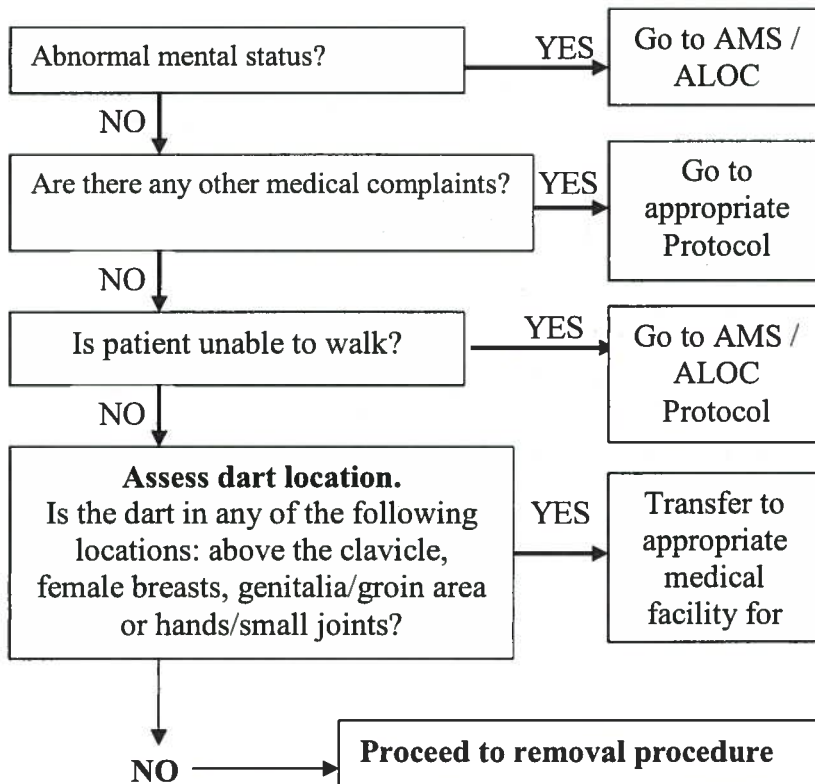 Abnormal mental status?
YES
Go to AMS /
ALOC
NO
Are there any other medical complaints?
YES
Go to
appropriate
Protocol
NO
Is patient unable to walk?
YES
Go to AMS /
ALOC
Protocol
NO
Assess dart location.
Is the dart in any of the following
locations: above the clavicle,
female breasts, genitalia/groin area
or hands/small joints?
YES
Transfer to
appropriate
medical
facility for
NO
Proceed to removal procedure